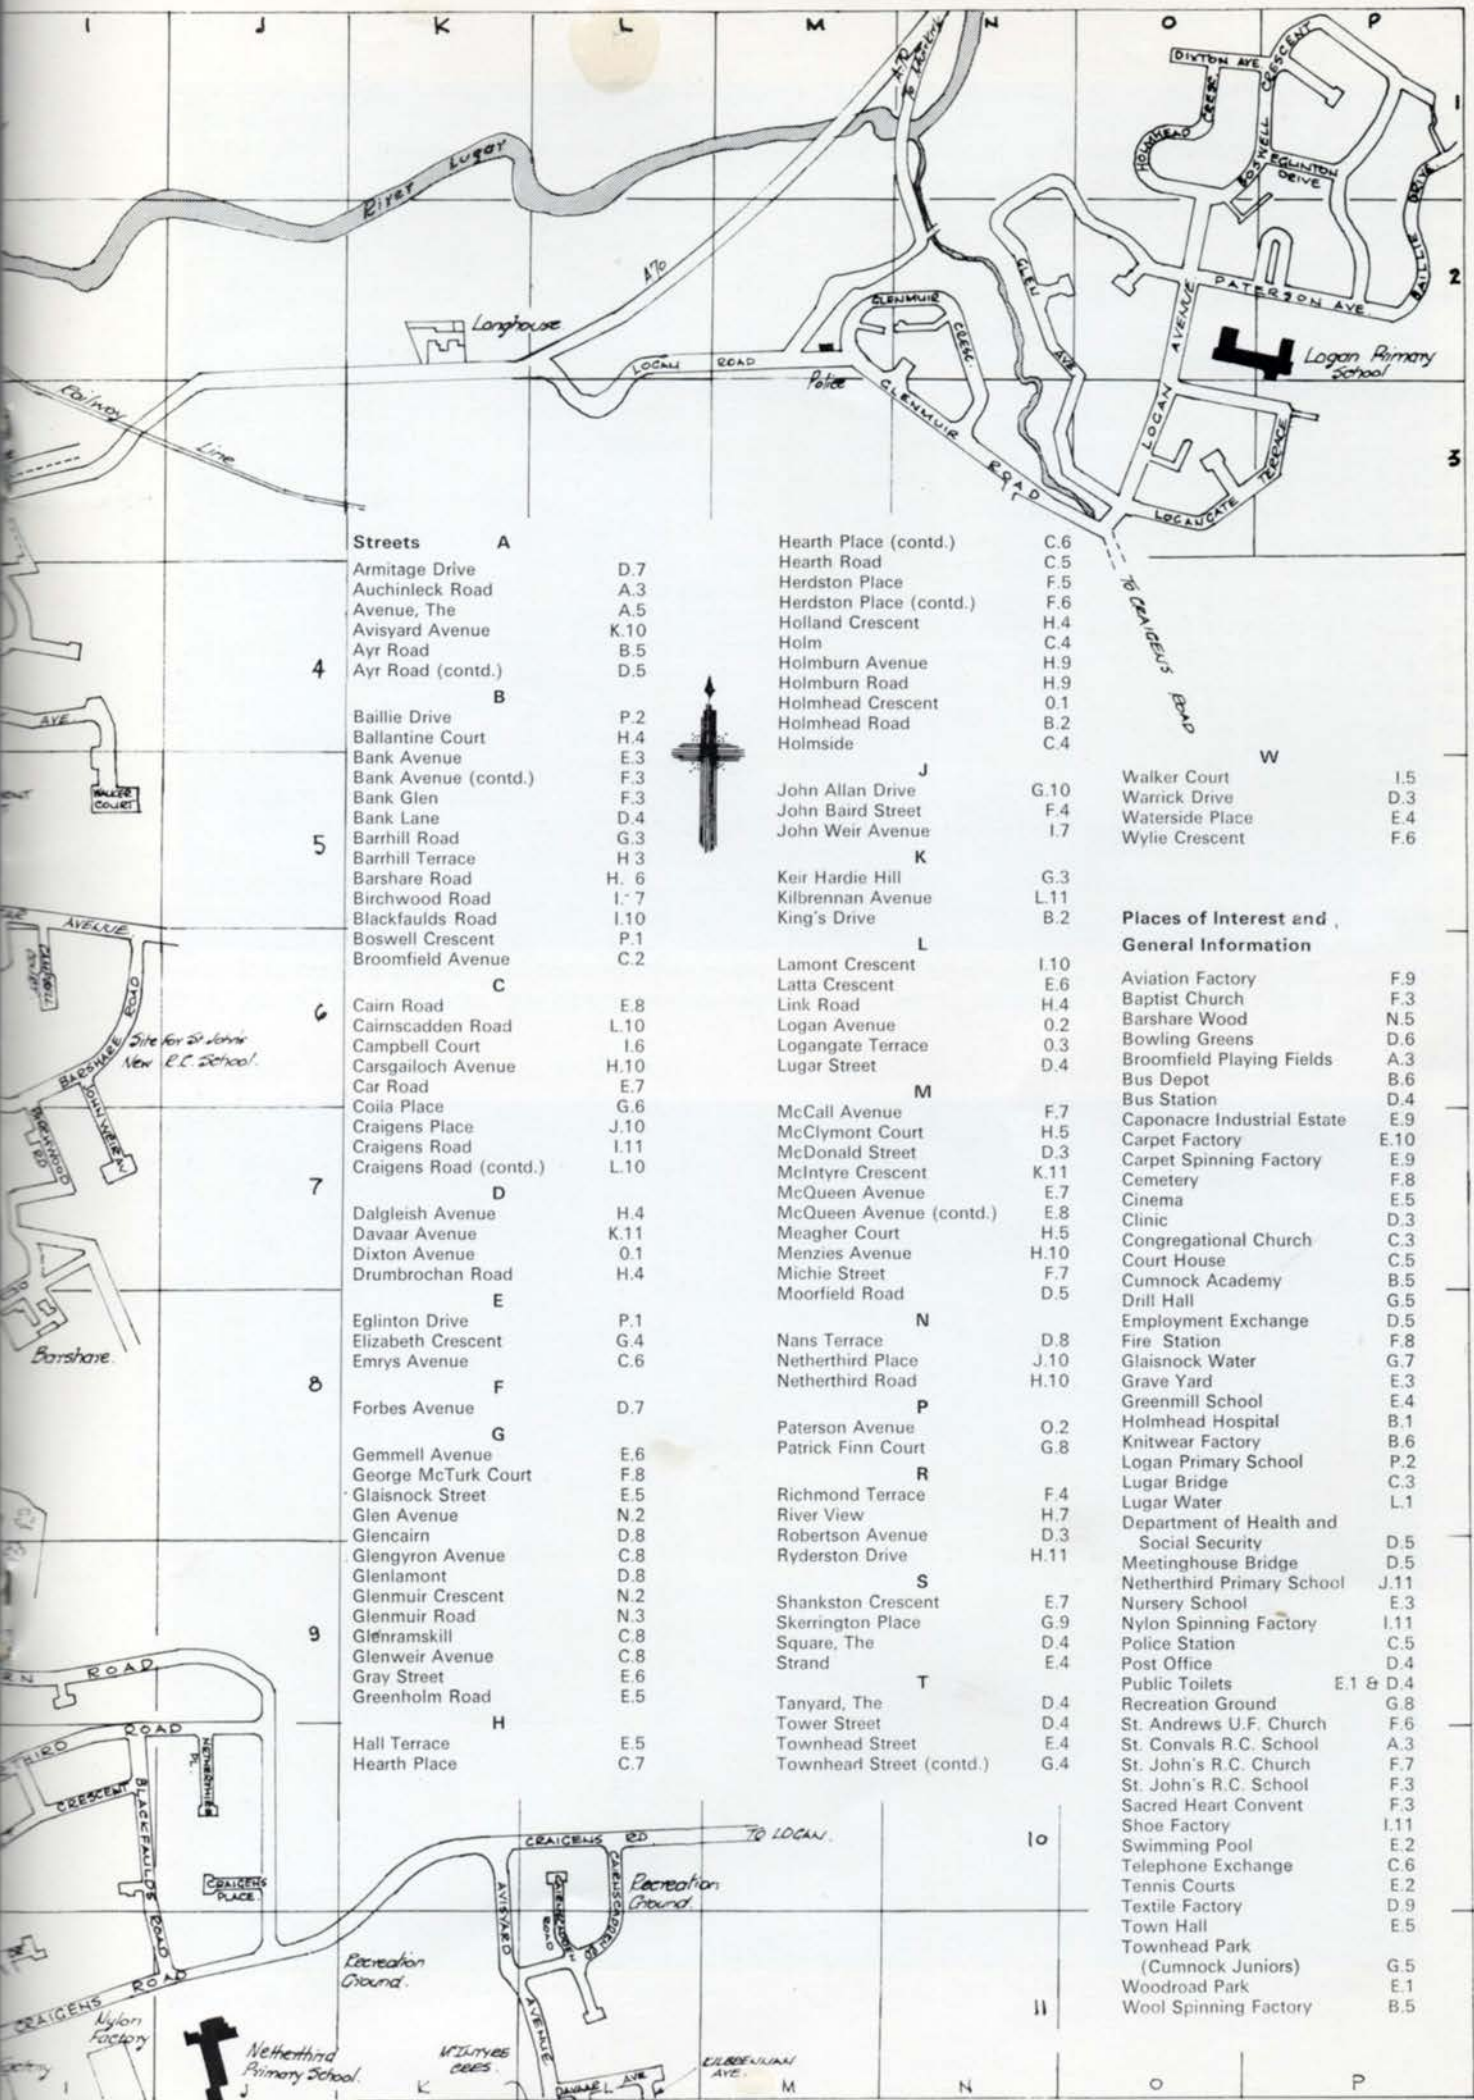 I J K L M N O P
A.70
DIXTON AVE.
CRESCENT
1
HOLMHEAD
CRESC.
BOSWELL
EGLINTON
DRIVE
BAILLIE DRIVE
River Lugar
A70
GLEN
AVE
2
PATERSON AVE.
GLENMUIR
CRESC.
AVENUE
LOGAN
Longhouse
LOGAN ROAD
Police
Logan Primary
School
Railway
Line
GLENMUIR
ROAD
LOGANGATE
TERRACE
3
TO CRAIGENS ROAD
Streets A
Armitage Drive D.7
Auchinleck Road A.3
Avenue, The A.5
Avisyard Avenue K.10
Ayr Road B.5
Ayr Road (contd.) D.5
B
Baillie Drive P.2
Ballantine Court H.4
Bank Avenue E.3
Bank Avenue (contd.) F.3
Bank Glen F.3
Bank Lane D.4
Barrhill Road G.3
Barrhill Terrace H 3
Barshare Road H. 6
Birchwood Road I. 7
Blackfaulds Road I.10
Boswell Crescent P.1
Broomfield Avenue C.2
C
Cairn Road E.8
Cairnscadden Road L.10
Campbell Court I.6
Carsgailoch Avenue H.10
Car Road E.7
Coila Place G.6
Craigens Place J.10
Craigens Road I.11
Craigens Road (contd.) L.10
D
Dalgleish Avenue H.4
Davaar Avenue K.11
Dixton Avenue 0.1
Drumbrochan Road H.4
E
Eglinton Drive P.1
Elizabeth Crescent G.4
Emrys Avenue C.6
F
Forbes Avenue D.7
G
Gemmell Avenue E.6
George McTurk Court F.8
Glaisnock Street E.5
Glen Avenue N.2
Glencairn D.8
Glengyron Avenue C.8
Glenlamont D.8
Glenmuir Crescent N.2
Glenmuir Road N.3
Glenramskill C.8
Glenweir Avenue C.8
Gray Street E.6
Greenholm Road E.5
H
Hall Terrace E.5
Hearth Place C.7
Hearth Place (contd.) C.6
Hearth Road C.5
Herdston Place F.5
Herdston Place (contd.) F.6
Holland Crescent H.4
Holm C.4
Holmburn Avenue H.9
Holmburn Road H.9
Holmhead Crescent 0.1
Holmhead Road B.2
Holmside C.4
J
John Allan Drive G.10
John Baird Street F.4
John Weir Avenue I.7
K
Keir Hardie Hill G.3
Kilbrennan Avenue L.11
King's Drive B.2
L
Lamont Crescent I.10
Latta Crescent E.6
Link Road H.4
Logan Avenue 0.2
Logangate Terrace 0.3
Lugar Street D.4
M
McCall Avenue F.7
McClymont Court H.5
McDonald Street D.3
McIntyre Crescent K.11
McQueen Avenue E.7
McQueen Avenue (contd.) E.8
Meagher Court H.5
Menzies Avenue H.10
Michie Street F.7
Moorfield Road D.5
N
Nans Terrace D.8
Netherthird Place J.10
Netherthird Road H.10
P
Paterson Avenue O.2
Patrick Finn Court G.8
R
Richmond Terrace F.4
River View H.7
Robertson Avenue D.3
Ryderston Drive H.11
S
Shankston Crescent E.7
Skerrington Place G.9
Square, The D.4
Strand E.4
T
Tanyard, The D.4
Tower Street D.4
Townhead Street E.4
Townhead Street (contd.) G.4
W
Walker Court I.5
Warrick Drive D.3
Waterside Place E.4
Wylie Crescent F.6
Places of Interest and
General Information
Aviation Factory F.9
Baptist Church F.3
Barshare Wood N.5
Bowling Greens D.6
Broomfield Playing Fields A.3
Bus Depot B.6
Bus Station D.4
Caponacre Industrial Estate E.9
Carpet Factory E.10
Carpet Spinning Factory E.9
Cemetery F.8
Cinema E.5
Clinic D.3
Congregational Church C.3
Court House C.5
Cumnock Academy B.5
Drill Hall G.5
Employment Exchange D.5
Fire Station F.8
Glaisnock Water G.7
Grave Yard E.3
Greenmill School E.4
Holmhead Hospital B.1
Knitwear Factory B.6
Logan Primary School P.2
Lugar Bridge C.3
Lugar Water L.1
Department of Health and
Social Security D.5
Meetinghouse Bridge D.5
Netherthird Primary School J.11
Nursery School E.3
Nylon Spinning Factory I.11
Police Station C.5
Post Office D.4
Public Toilets E.1 & D.4
Recreation Ground G.8
St. Andrews U.F. Church F.6
St. Convals R.C. School A.3
St. John's R.C. Church F.7
St. John's R.C. School F.3
Sacred Heart Convent F.3
Shoe Factory I.11
Swimming Pool E.2
Telephone Exchange C.6
Tennis Courts E.2
Textile Factory D.9
Town Hall E.5
Townhead Park
(Cumnock Juniors) G.5
Woodroad Park E.1
Wool Spinning Factory B.5
4
AVE
WALKER
COURT
5
AVENUE
CAMPBELL
COURT
6
BARSHARE ROAD
Site for St John's
New R.C. School.
BIRCHWOOD
RD
JOHN WEIR AV
7
Barshare.
8
9
ROAD
ROAD
NETHERTHIRD
PL.
CRESCENT
BLACKFAULDS
ROAD
CRAIGENS
PLACE
CRAIGENS RD
TO LOGAN.
10
AVISYARD
AVENUE
CAIRNSCADDEN
ROAD
CAIRNSCADDEN RD
Recreation
Ground.
Recreation
Ground.
CRAIGENS ROAD
Nylon
Factory
Netherthird
Primary School.
McINTYRE
CRES.
DAVAAR AVE
KILBRENNAN
AVE.
11
I J K L M N O P